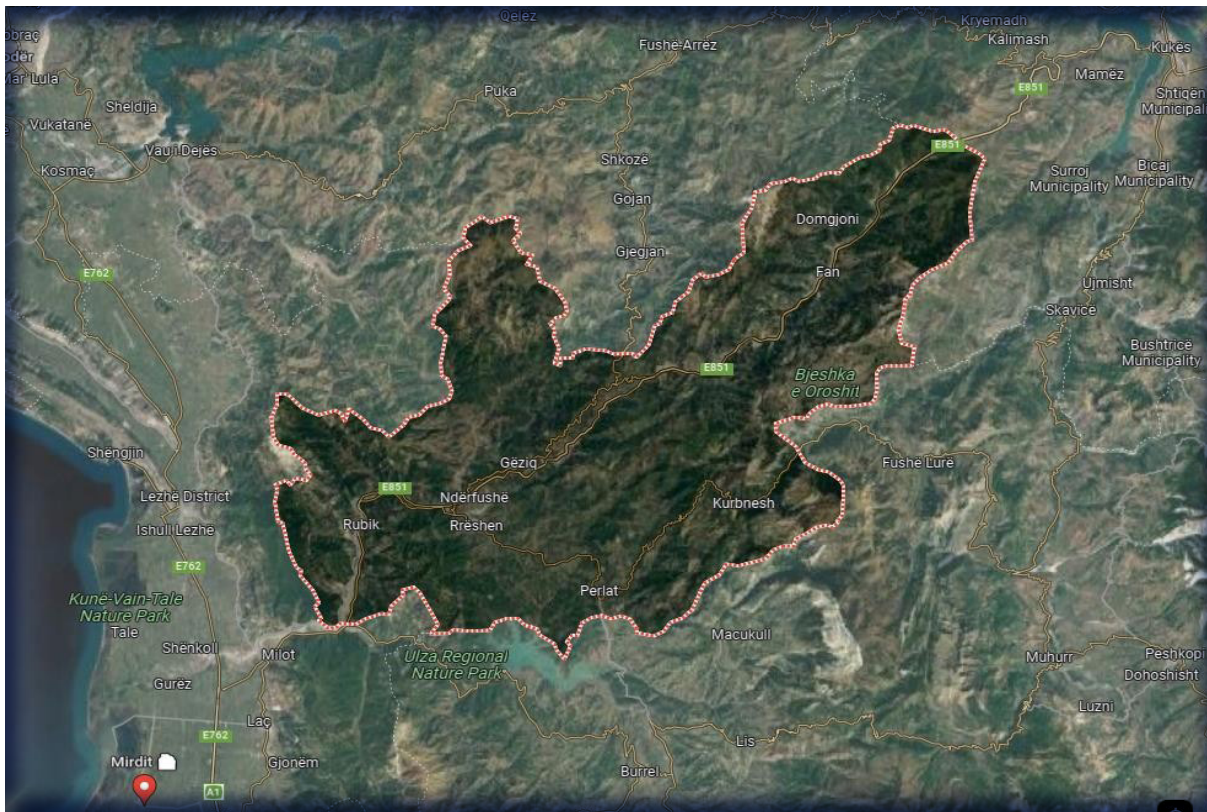 Qelëz
Kryemadh
Kalimash
Kukës
Fushë-Arrëz
Mamëz
Mar' Lula
Sheldija
Puka
E851
Shtiqën
Vukatanë
Vau i Dejës
Kosmaç
Shkozë
E851
Surroj
Municipality
Bicaj
Municipality
Gojan
Domgjoni
Gjegjan
E762
Fan
Ujmisht
Skavicë
Bushtricë
Municipality
E851
Bjeshka
e Oroshit
Shëngjin
Gëziq
Fushë Lurë
Lezhë District
E851
Ndërfushë
Kurbnesh
Ishull Lezhë
Rubik
Rrëshen
E762
Perlat
Kunë-Vain-Tale
Nature Park
Tale
Macukull
Shënkoll
Milot
Ulza Regional
Nature Park
Muhurr
Peshkopi
Dohoshisht
Gurëz
Luzni
Laç
E762
Lis
Mirdit
Gjonëm
Burrel
A1